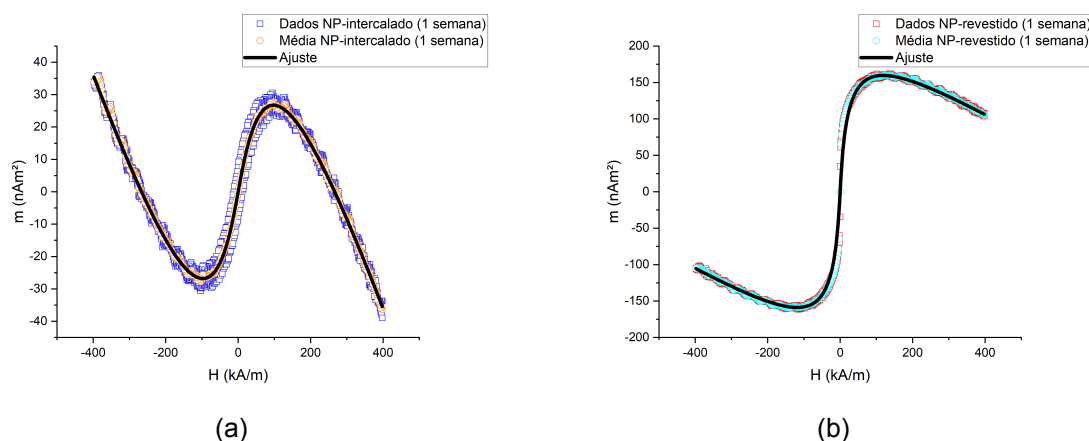 Dados NP-intercalado (1 semana)
Média NP-intercalado (1 semana)
Ajuste
40
30
20
10
0
-10
-20
-30
-40
m (nAm²)
-400 -200 0 200 400
H (kA/m)
(a)
Dados NP-revestido (1 semana)
Média NP-revestido (1 semana)
Ajuste
200
150
100
50
0
-50
-100
-150
-200
m (nAm²)
-400 -200 0 200 400
H (kA/m)
(b)